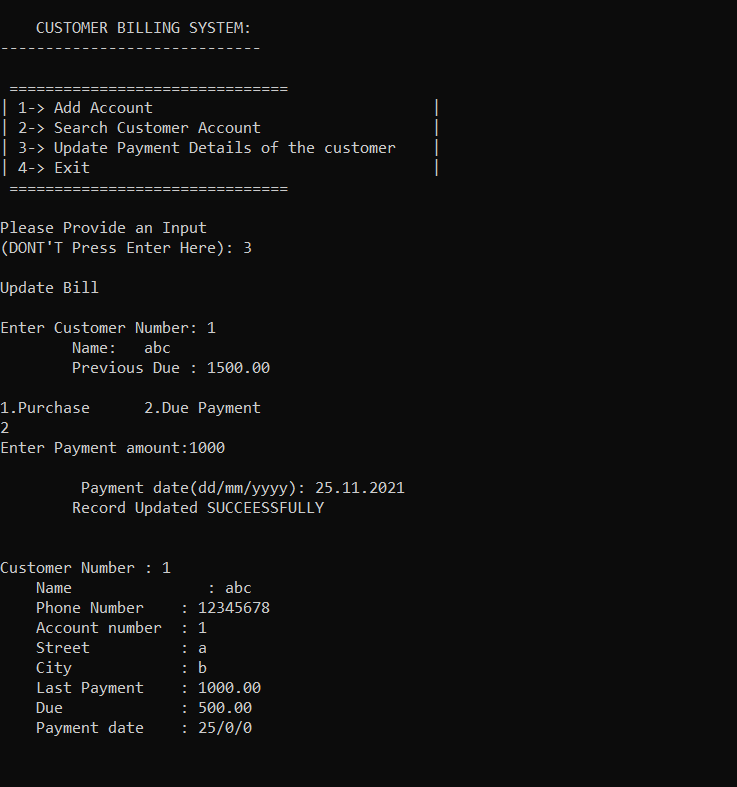 CUSTOMER BILLING SYSTEM:
-----------------------------
===============================
| 1-> Add Account |
| 2-> Search Customer Account |
| 3-> Update Payment Details of the customer |
| 4-> Exit |
===============================
Please Provide an Input
(DONT'T Press Enter Here): 3
Update Bill
Enter Customer Number: 1
Name: abc
Previous Due : 1500.00
1.Purchase 2.Due Payment
2
Enter Payment amount:1000
Payment date(dd/mm/yyyy): 25.11.2021
Record Updated SUCCEESSFULLY
Customer Number : 1
Name : abc
Phone Number : 12345678
Account number : 1
Street : a
City : b
Last Payment : 1000.00
Due : 500.00
Payment date : 25/0/0